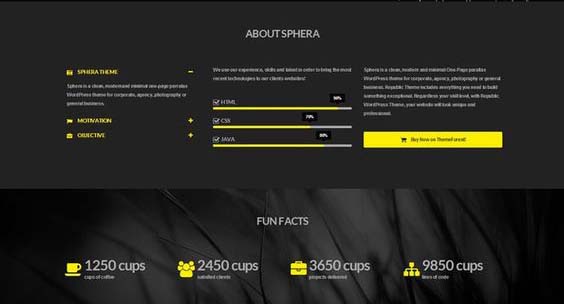 ABOUT SPHERA
SPHERA THEME
Sphera is a clean, modern and minimal one-page parallax
WordPress theme for corporate, agency, photography or
general business.
MOTIVATION
OBJECTIVE
We use our experience, skills and talent in order to bring the most
recent technologies to our clients websites!
90%
HTML
70%
CSS
80%
JAVA
Sphera is a clean, modern and minimal One-Page parallax
WordPress Theme for corporate, agency, photography or general
business. Republic Theme includes everything you need to build
something exceptional. Regardless your skill level, with Republic
WordPress Theme, your website will look unique and
professional.
Buy Now on ThemeForest!
FUN FACTS
1250 cups
cups of coffee
2450 cups
satisfied clients
3650 cups
projects delivered
9850 cups
lines of code